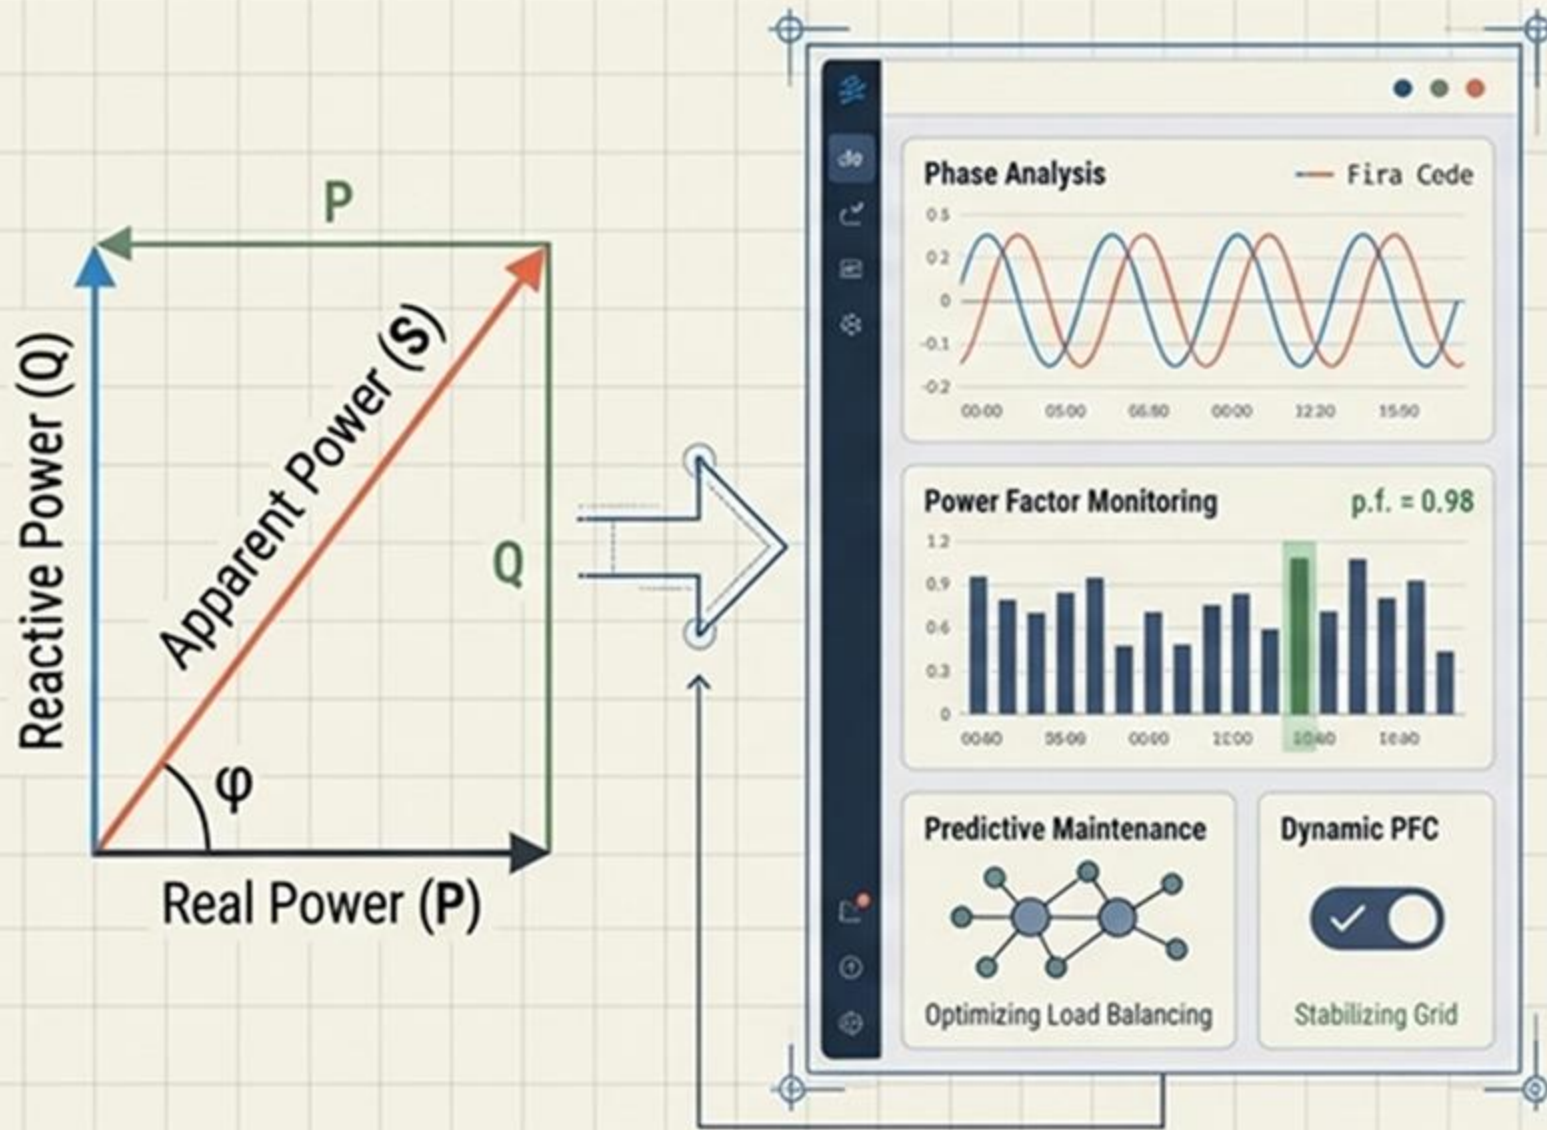 P
Reactive Power (Q)
Apparent Power (S)
Q
φ
Real Power (P)
Phase Analysis
Fira Cede
0.5
0.2
0
-0.1
-0.2
00:00
05:00
00:00
12:20
15:50
Power Factor Monitoring
p.f. = 0.98
1.2
0.9
0.6
0.3
0
Predictive Maintenance
Optimizing Load Balancing
Dynamic PFC
Stabilizing Grid